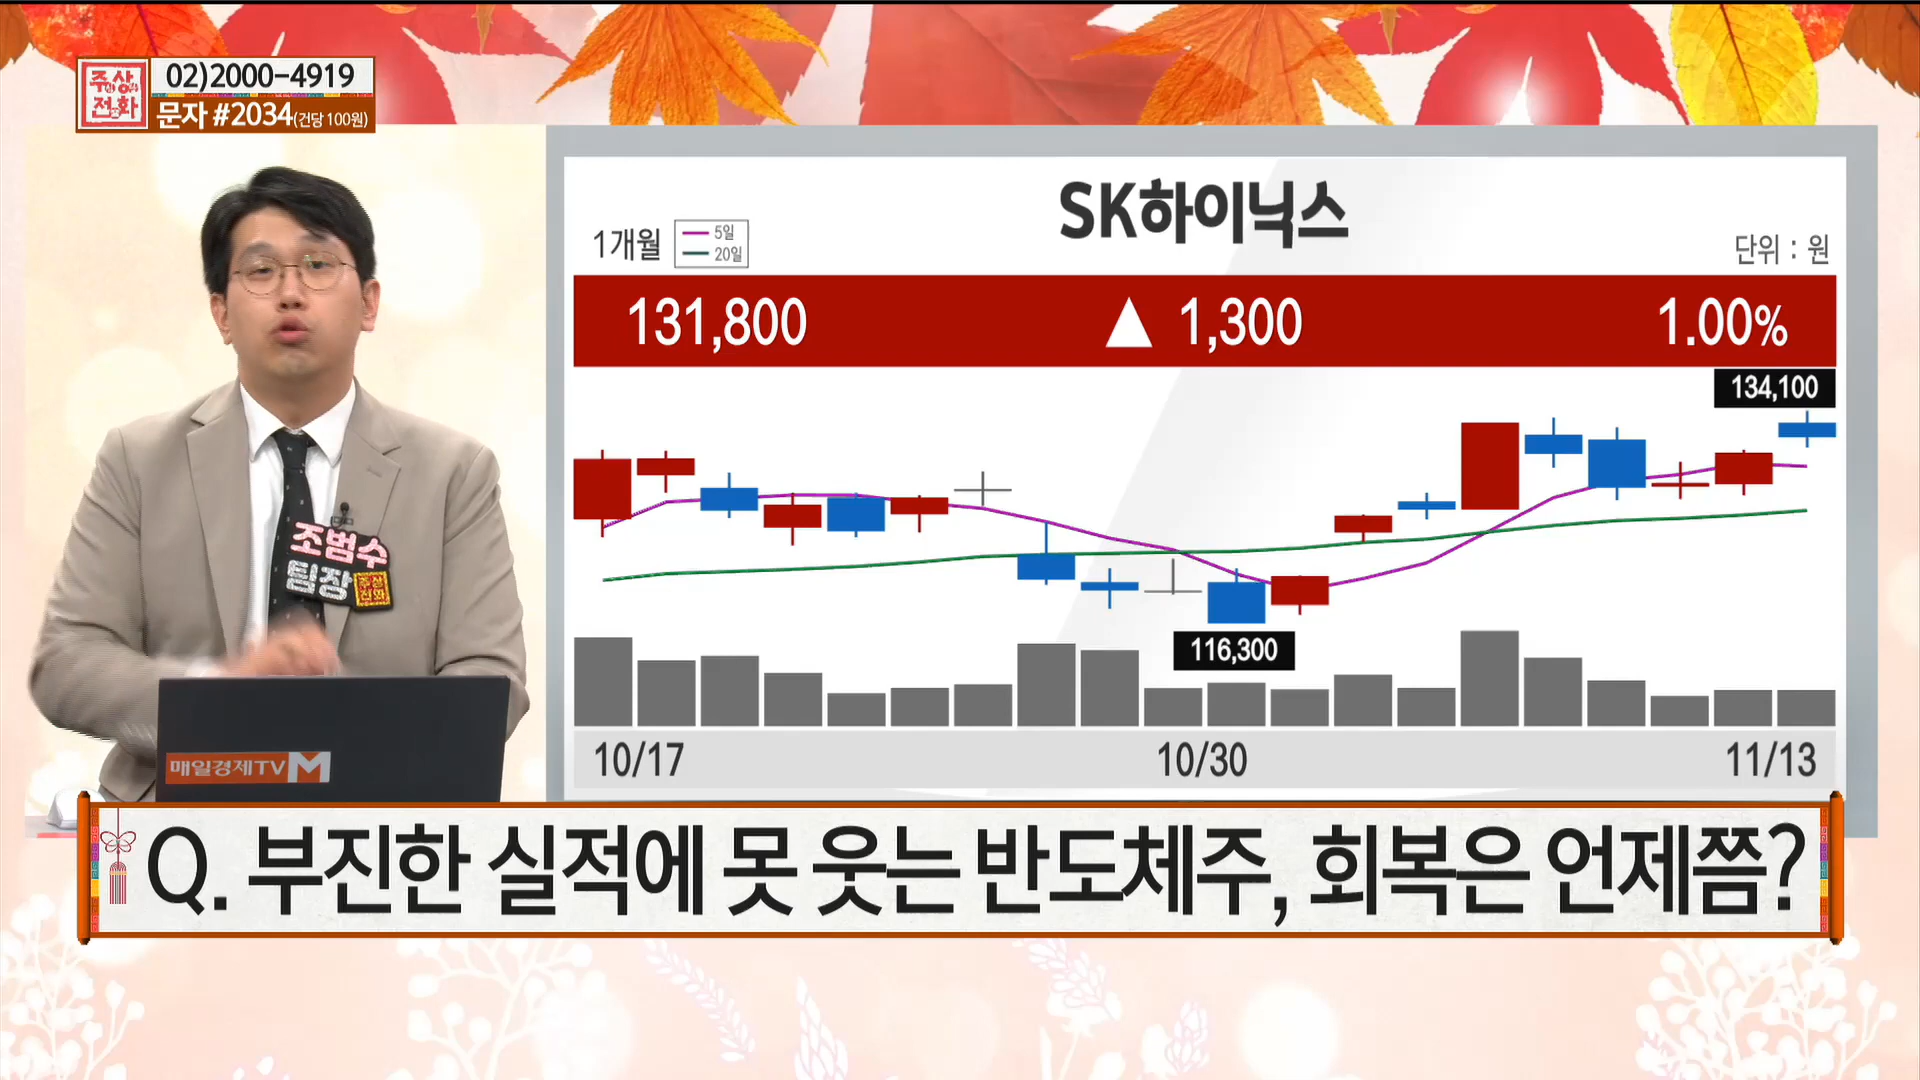 주상
전화
02)2000-4919
문자 #2034(건당 100원)
SK하이닉스
1개월
5일
20일
단위 : 원
131,800 ▲ 1,300 1.00%
134,100
116,300
10/17 10/30 11/13
조범수
팀장
주상
전화
매일경제TV M
Q. 부진한 실적에 못 웃는 반도체주, 회복은 언제쯤?